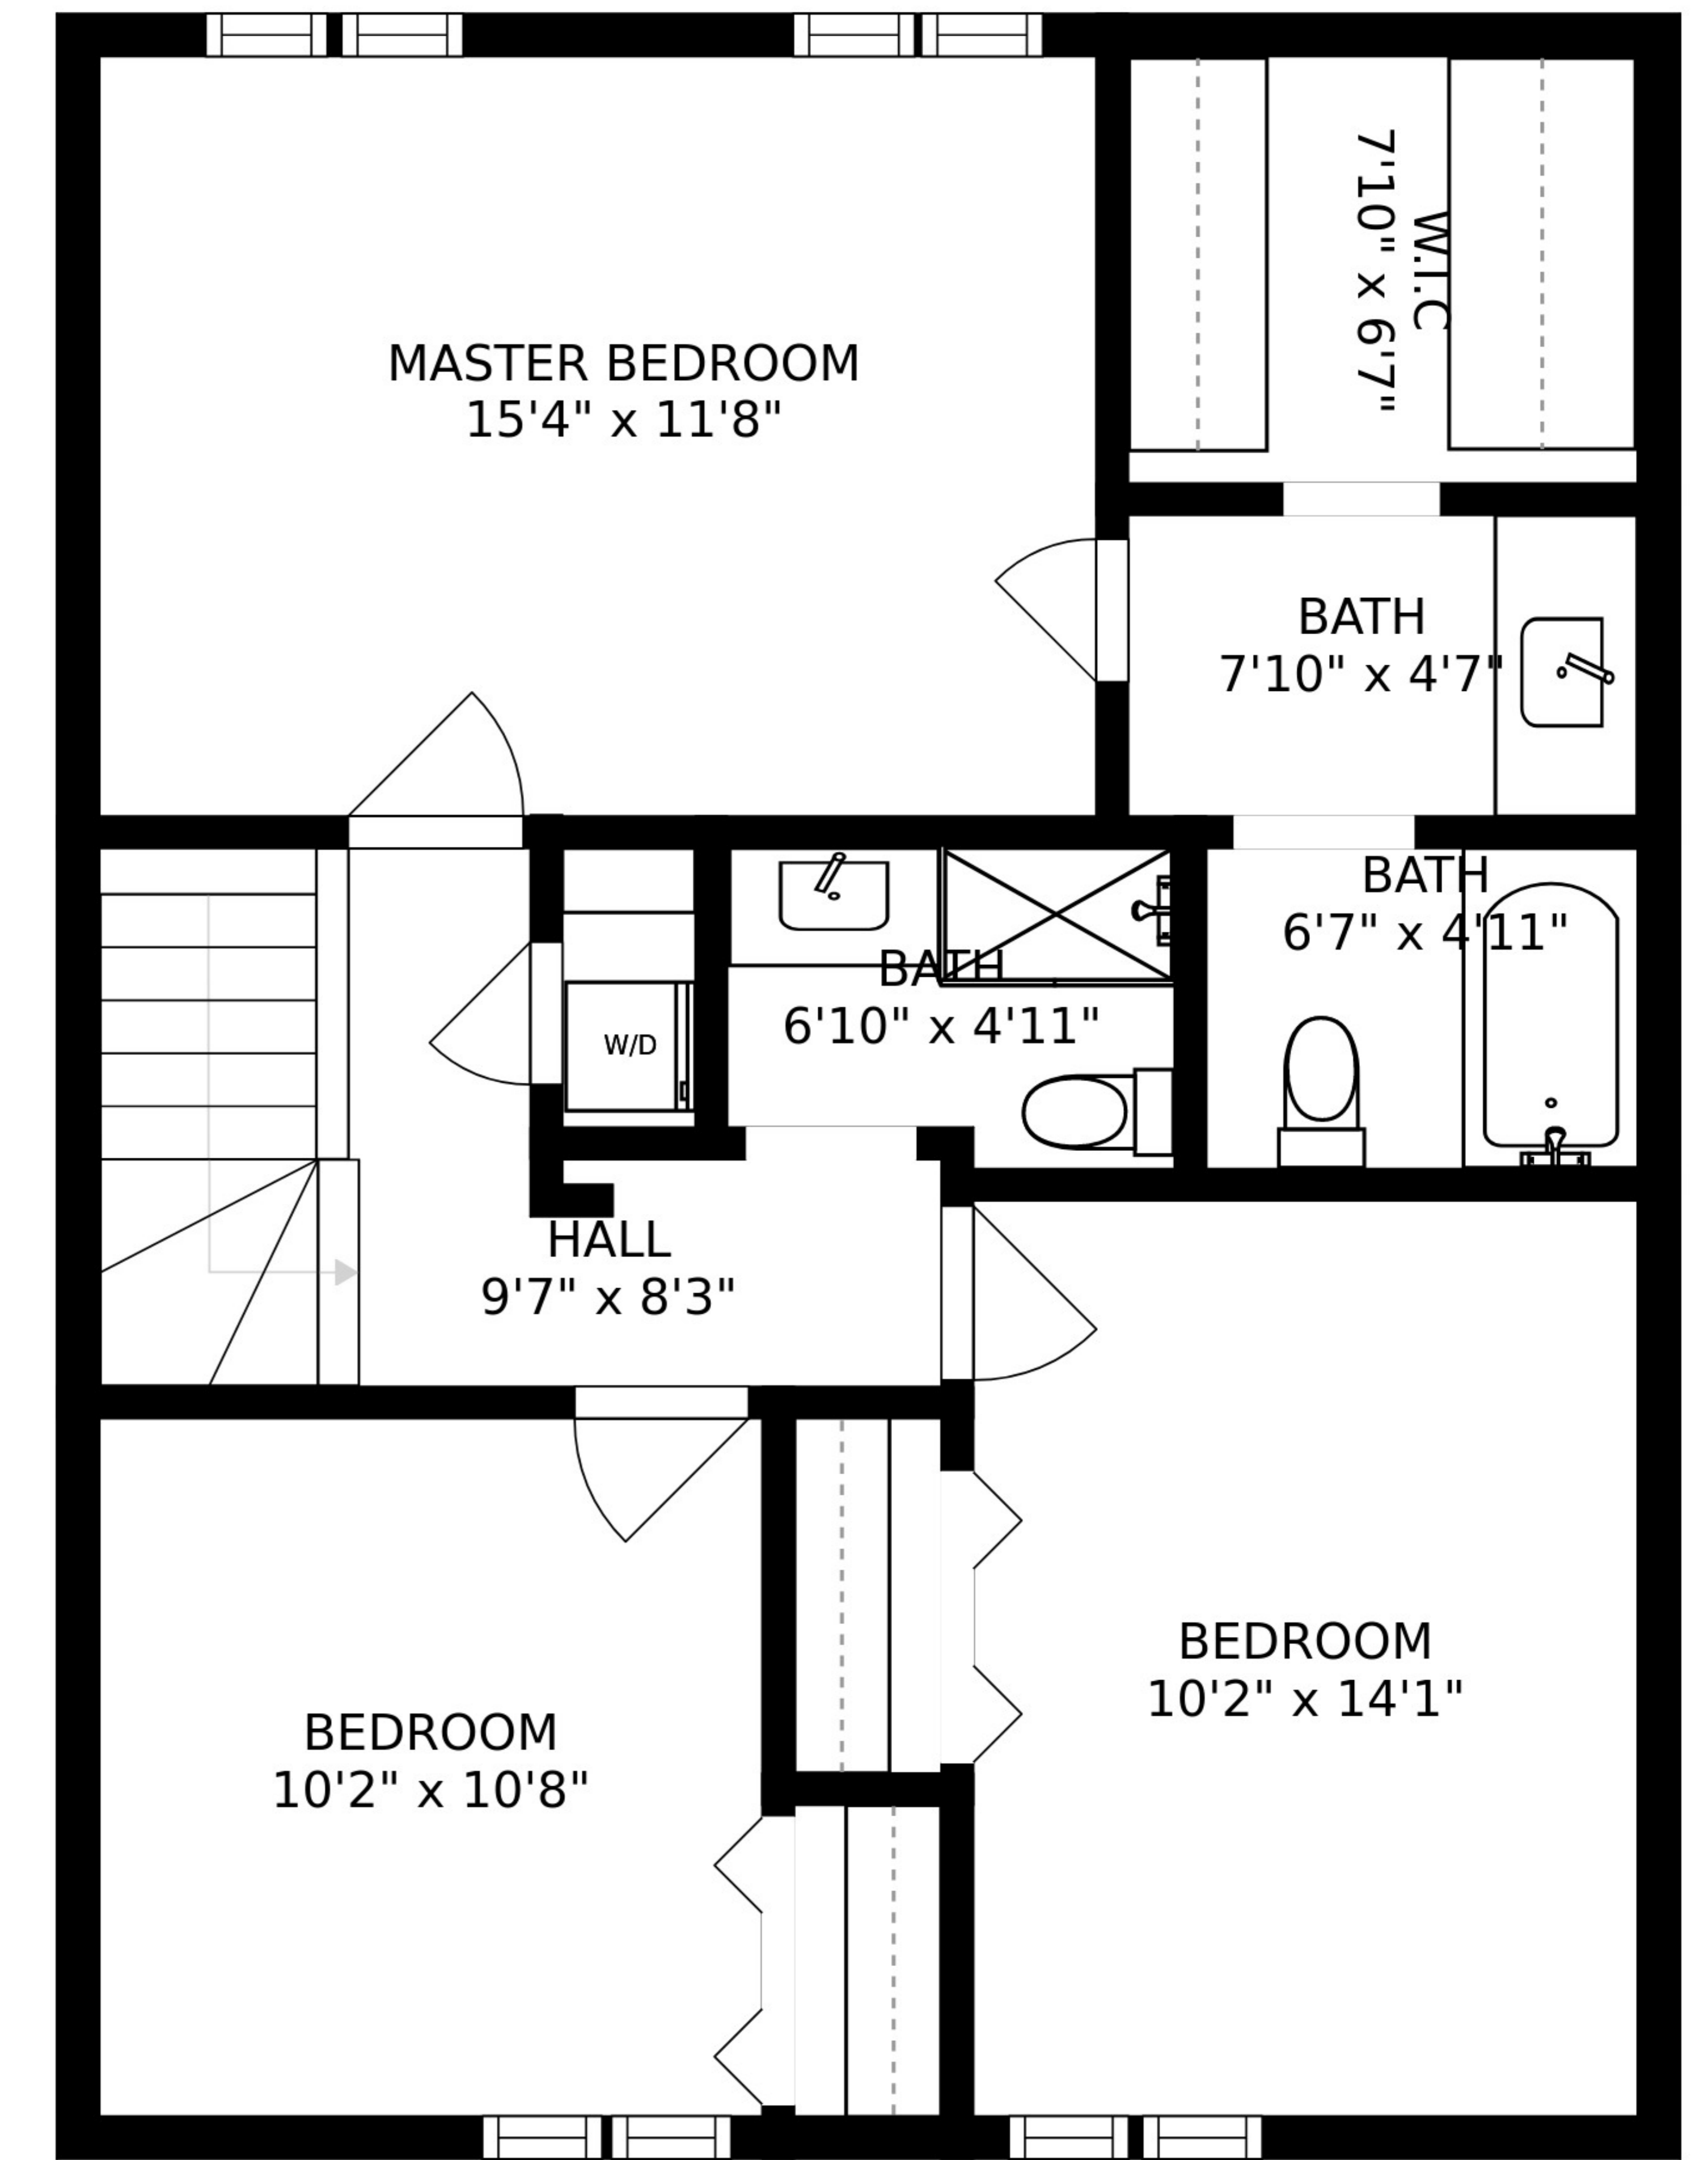 MASTER BEDROOM
15'4" x 11'8"
W.I.C
7'10" x 6'7"
BATH
7'10" x 4'7"
BATH
6'7" x 4'11"
BATH
6'10" x 4'11"
W/D
HALL
9'7" x 8'3"
BEDROOM
10'2" x 14'1"
BEDROOM
10'2" x 10'8"